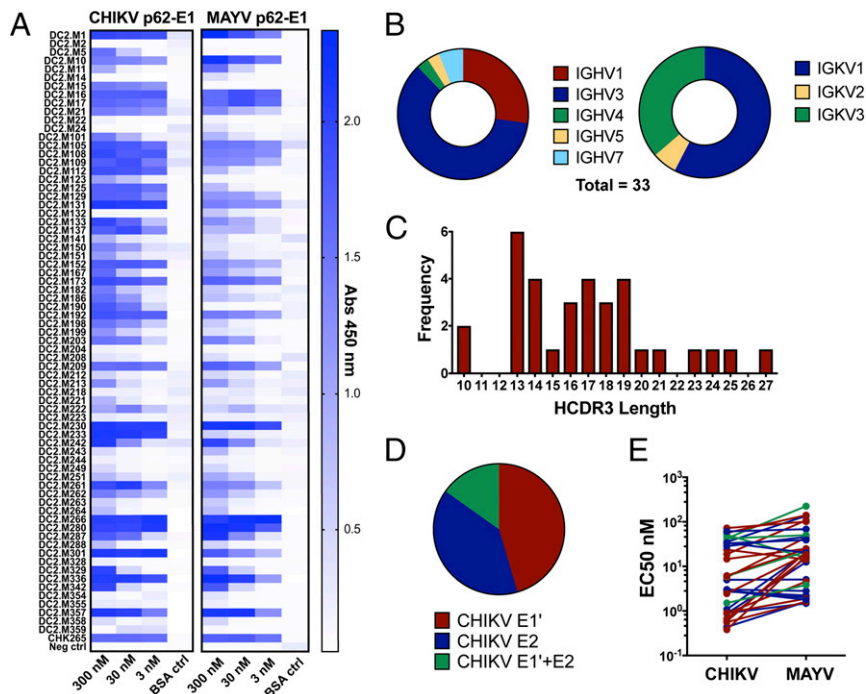 A
CHIKV p62-E1 MAYV p62-E1
DC2.M1
DC2.M2
DC2.M5
DC2.M10
DC2.M11
DC2.M14
DC2.M15
DC2.M16
DC2.M17
DC2.M21
DC2.M22
DC2.M24
DC2.M101
DC2.M105
DC2.M108
DC2.M109
DC2.M112
DC2.M123
DC2.M125
DC2.M129
DC2.M131
DC2.M132
DC2.M133
DC2.M137
DC2.M141
DC2.M150
DC2.M151
DC2.M152
DC2.M167
DC2.M173
DC2.M182
DC2.M186
DC2.M190
DC2.M192
DC2.M198
DC2.M199
DC2.M203
DC2.M204
DC2.M208
DC2.M209
DC2.M212
DC2.M213
DC2.M218
DC2.M221
DC2.M222
DC2.M223
DC2.M230
DC2.M233
DC2.M242
DC2.M243
DC2.M244
DC2.M249
DC2.M251
DC2.M261
DC2.M262
DC2.M263
DC2.M264
DC2.M266
DC2.M280
DC2.M287
DC2.M288
DC2.M301
DC2.M328
DC2.M329
DC2.M336
DC2.M342
DC2.M354
DC2.M355
DC2.M357
DC2.M358
DC2.M359
CHK265
Neg ctrl
300 nM 30 nM 3 nM BSA ctrl 300 nM 30 nM 3 nM BSA ctrl
2.0
1.5
1.0
0.5
Abs 450 nm
B
IGHV1
IGHV3
IGHV4
IGHV5
IGHV7
IGKV1
IGKV2
IGKV3
Total = 33
C
Frequency
6
4
2
0
10 11 12 13 14 15 16 17 18 19 20 21 22 23 24 25 26 27
HCDR3 Length
D
CHIKV E1'
CHIKV E2
CHIKV E1'+E2
E
EC50 nM
10³
10²
10¹
10⁰
10⁻¹
CHIKV MAYV